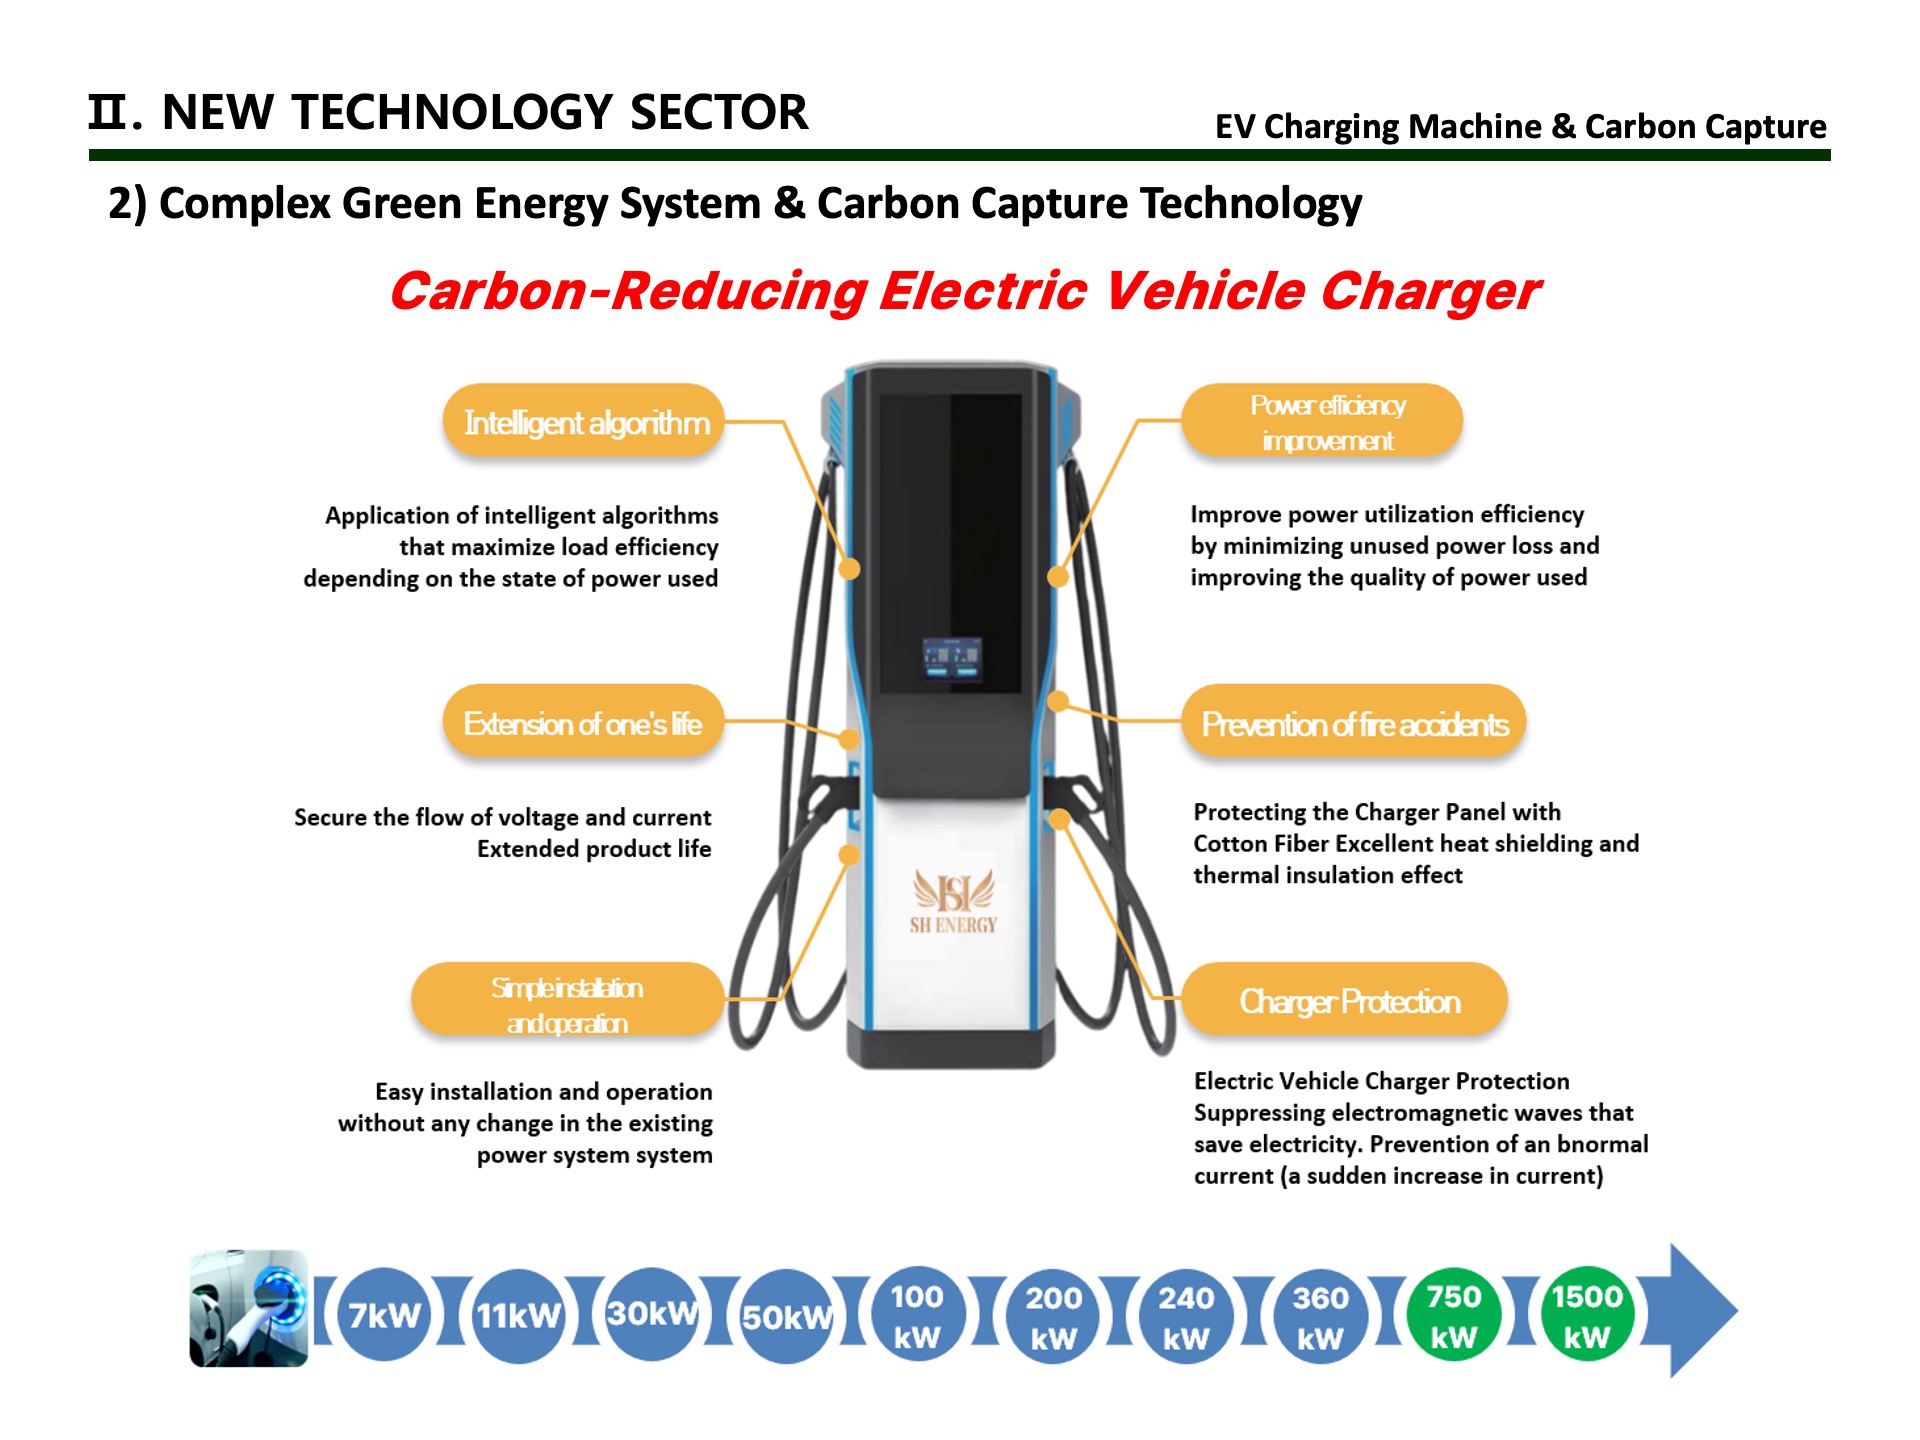 Ⅱ. NEW TECHNOLOGY SECTOR
EV Charging Machine & Carbon Capture
2) Complex Green Energy System & Carbon Capture Technology
Carbon-Reducing Electric Vehicle Charger
Intelligent algorithm
Application of intelligent algorithms
that maximize load efficiency
depending on the state of power used
Power efficiency
improvement
Improve power utilization efficiency
by minimizing unused power loss and
improving the quality of power used
Extension of one's life
Secure the flow of voltage and current
Extended product life
Prevention of fire accidents
Protecting the Charger Panel with
Cotton Fiber Excellent heat shielding and
thermal insulation effect
SH ENERGY
Simple installation
and operation
Easy installation and operation
without any change in the existing
power system system
Charger Protection
Electric Vehicle Charger Protection
Suppressing electromagnetic waves that
save electricity. Prevention of an bnormal
current (a sudden increase in current)
7kW
11kW
30kW
50kW
100
kW
200
kW
240
kW
360
kW
750
kW
1500
kW